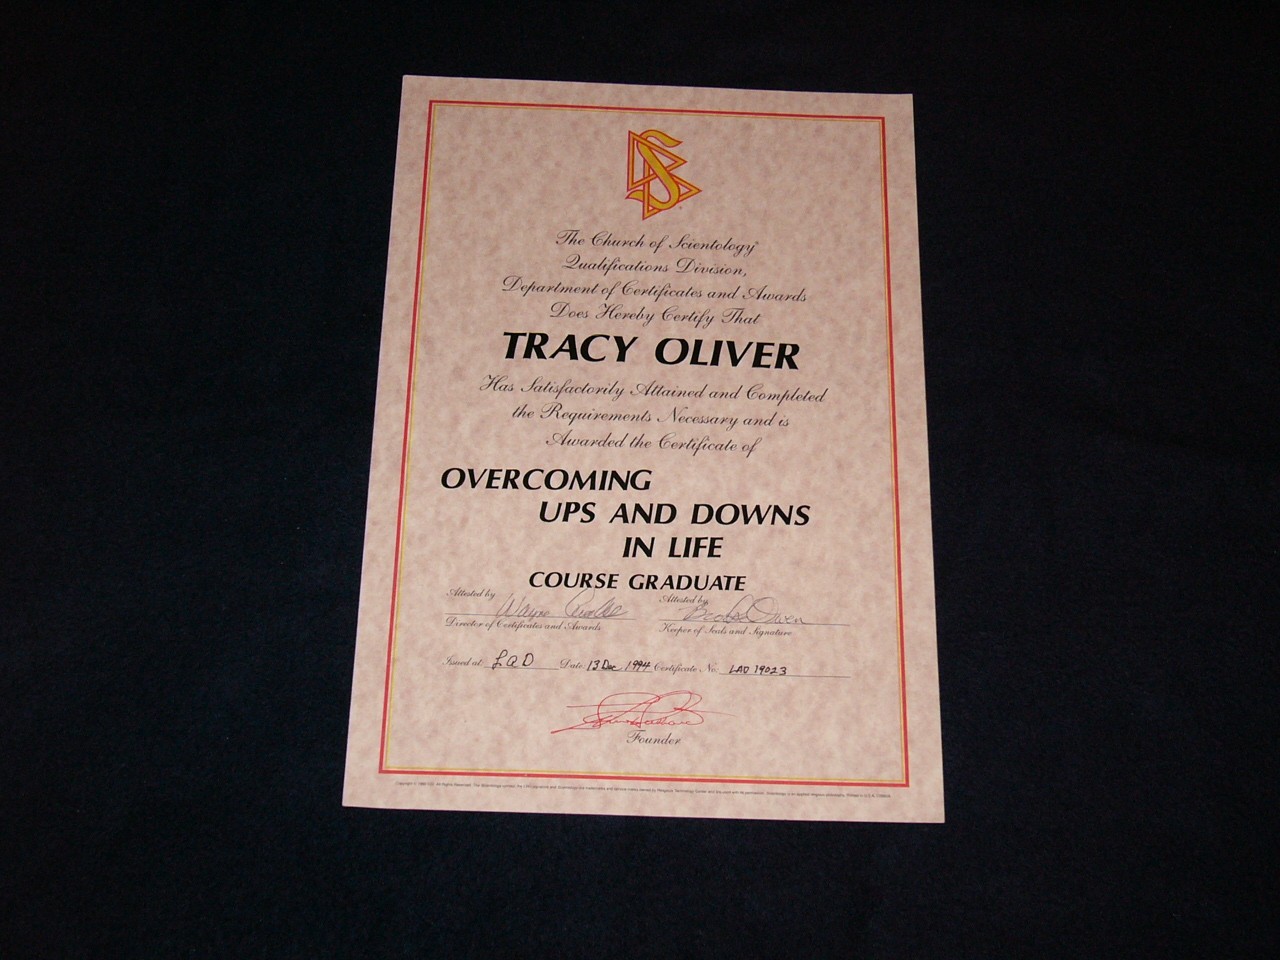 The Church of Scientology®
Qualifications Division,
Department of Certificates and Awards
Does Hereby Certify That
TRACY OLIVER
Has Satisfactorily Attained and Completed
the Requirements Necessary and is
Awarded the Certificate of
OVERCOMING
UPS AND DOWNS
IN LIFE
COURSE GRADUATE
Attested by Wayne
Attested by Owen
Director of Certificates and Awards
Keeper of Seals and Signature
Issued at LAD Date 13 Dec 1994 Certificate No. LAD 19023
Founder